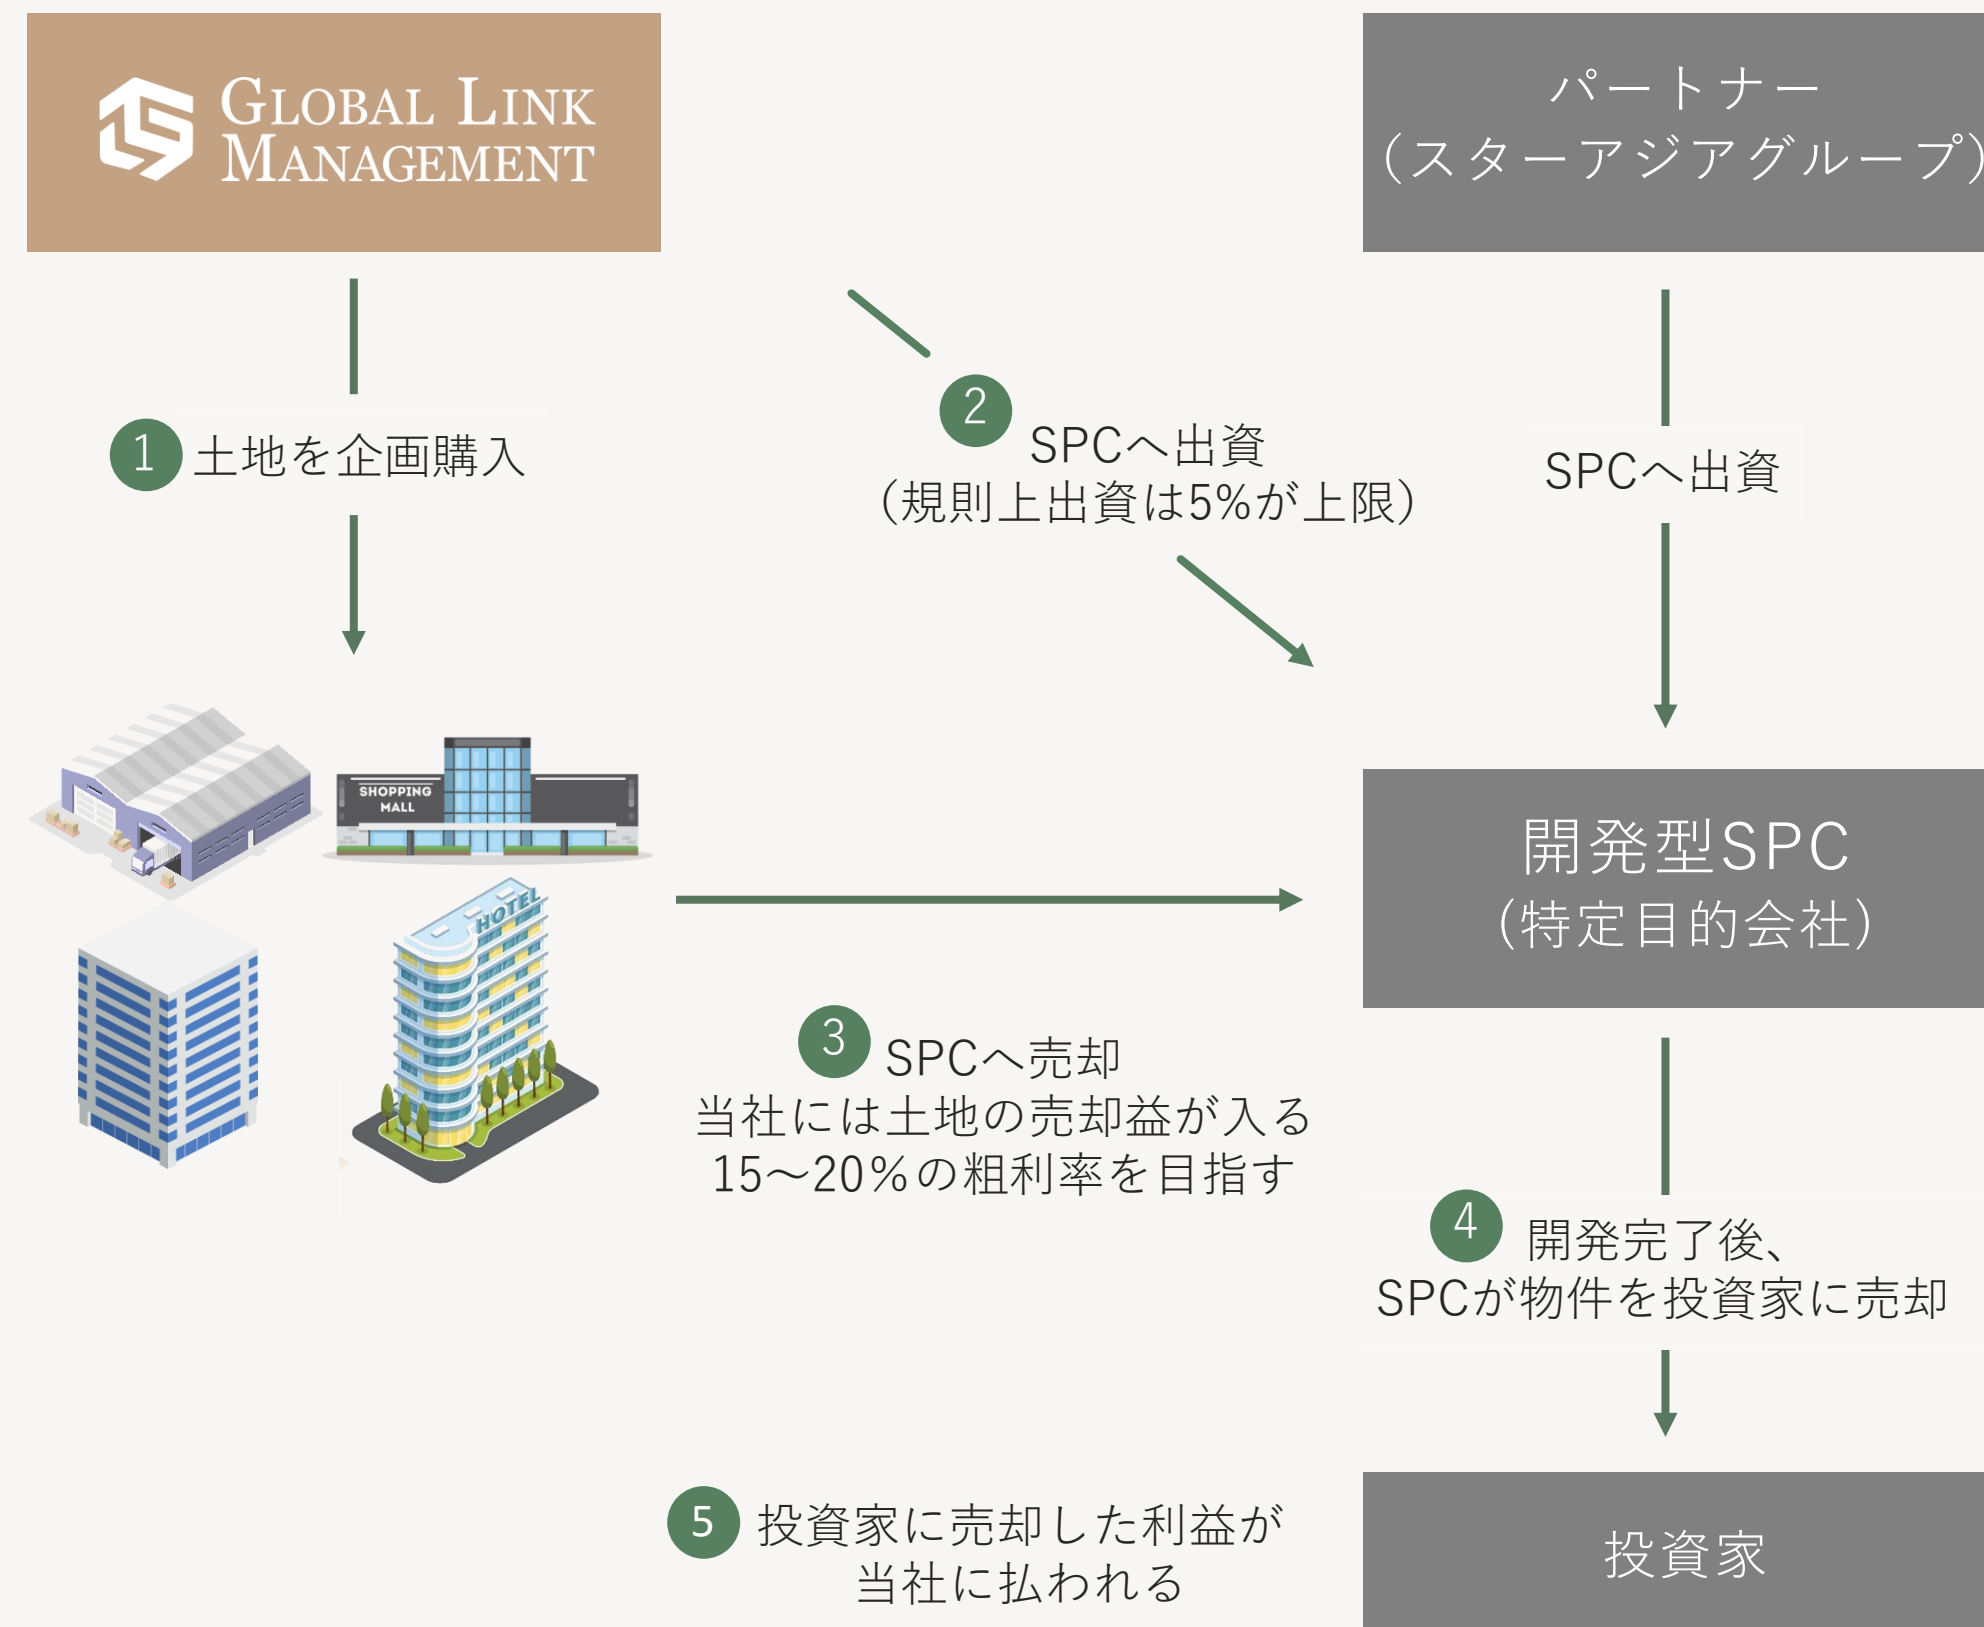 GLOBAL LINK
MANAGEMENT
パートナー
(スターアジアグループ)
1 土地を企画購入
2 SPCへ出資
(規則上出資は5%が上限)
SPCへ出資
SHOPPING
MALL
HOTEL
開発型SPC
(特定目的会社)
3 SPCへ売却
当社には土地の売却益が入る
15～20%の粗利率を目指す
4 開発完了後、
SPCが物件を投資家に売却
5 投資家に売却した利益が
当社に払われる
投資家